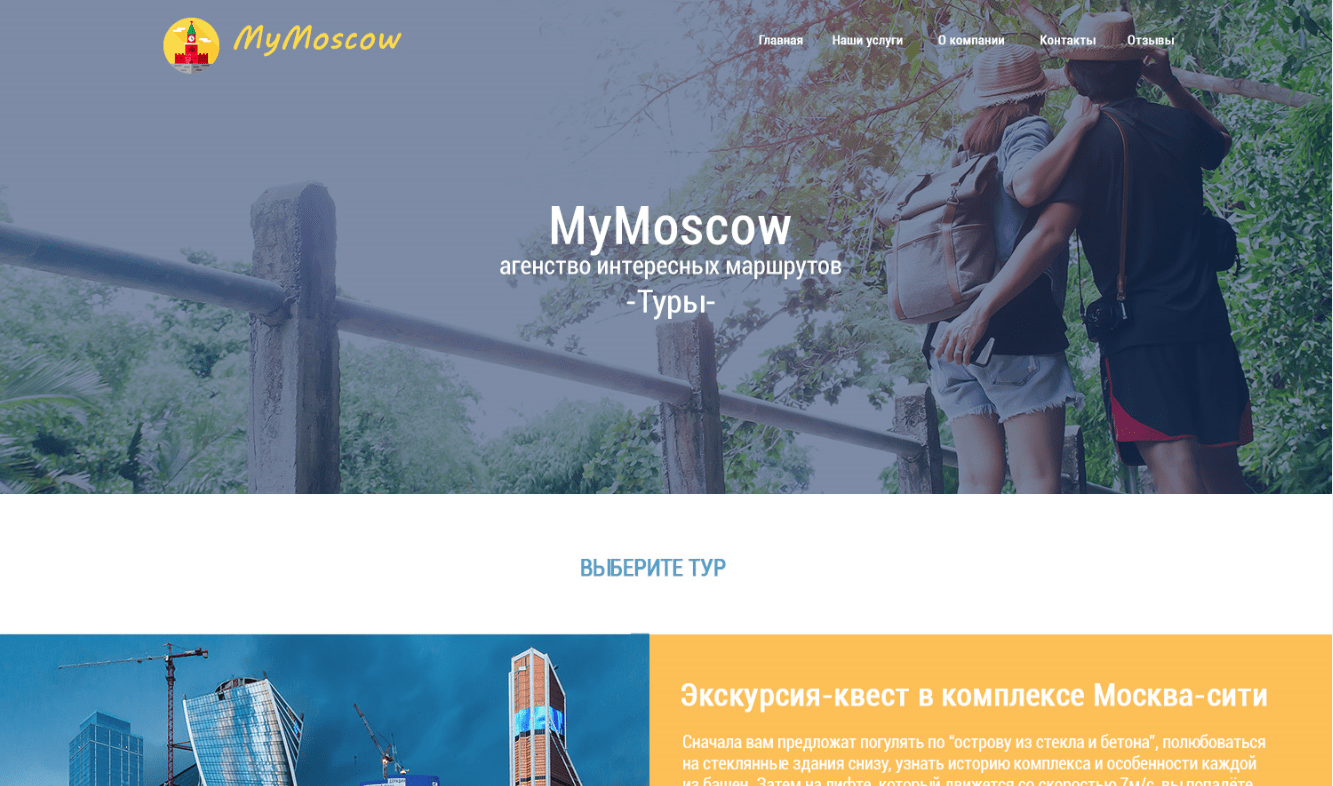 MyMoscow
Главная Наши услуги О компании Контакты Отзывы
MyMoscow
агенство интересных маршрутов
-Туры-
ВЫБЕРИТЕ ТУР
Экскурсия-квест в комплексе Москва-сити
Сначала вам предложат погулять по “острову из стекла и бетона”, полюбоваться
на стеклянные здания снизу, узнать историю комплекса и особенности каждой
из башен. Затем на лифте, который движется со скоростью 7м/с, вы попадёте